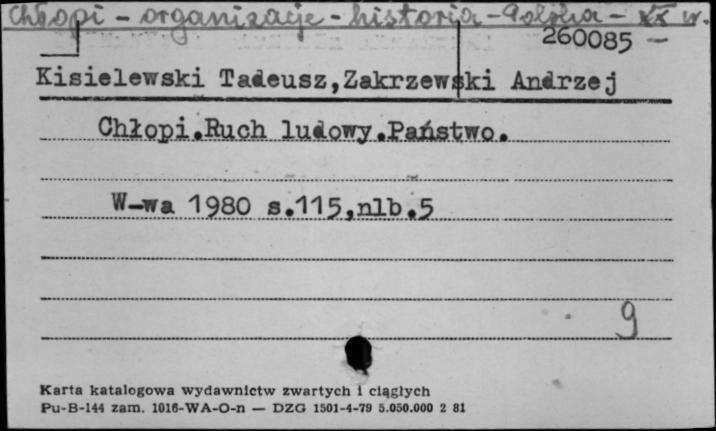 Chłopi - organizacje - historia - Polska - XX w.
260085 —
Kisielewski Tadeusz,Zakrzewski Andrzej
Chłopi.Ruch ludowy.Państwo.
W-wa 1980 s.115,nlb.5
9
Karta katalogowa wydawnictw zwartych i ciągłych
Pu-B-144 zam. 1016-WA-O-n — DZG 1501-4-79 5.050.000 2 81